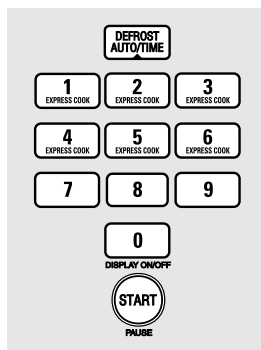 DEFROST
AUTO/TIME
1 2 3
EXPRESS COOK EXPRESS COOK EXPRESS COOK
4 5 6
EXPRESS COOK EXPRESS COOK EXPRESS COOK
7 8 9
0
DISPLAY ON/OFF
START
PAUSE